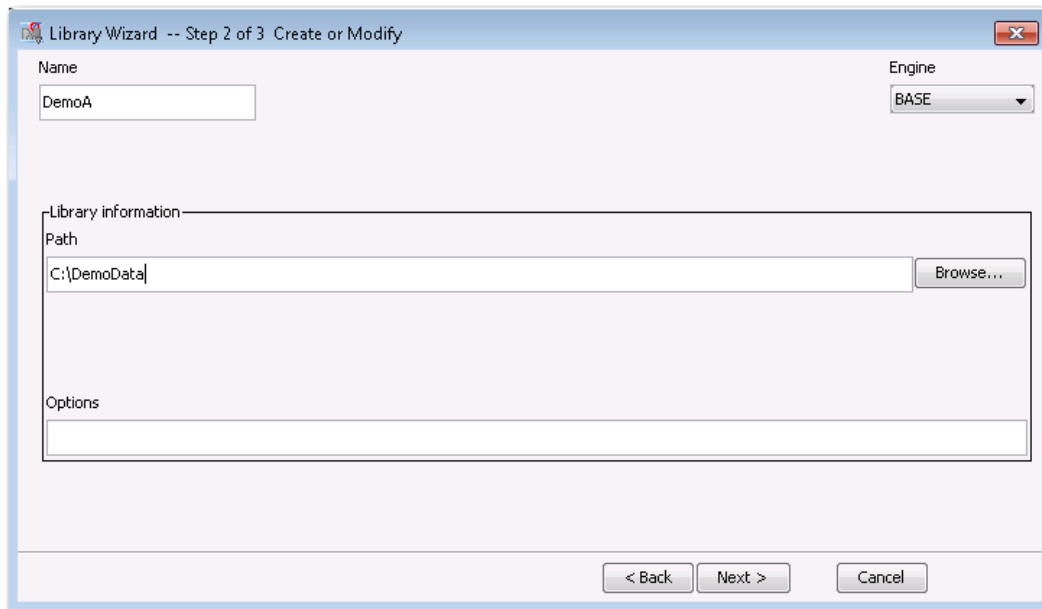 Library Wizard -- Step 2 of 3 Create or Modify
Name Engine
DemoA BASE
Library information
Path
C:\DemoData Browse...
Options
< Back Next > Cancel